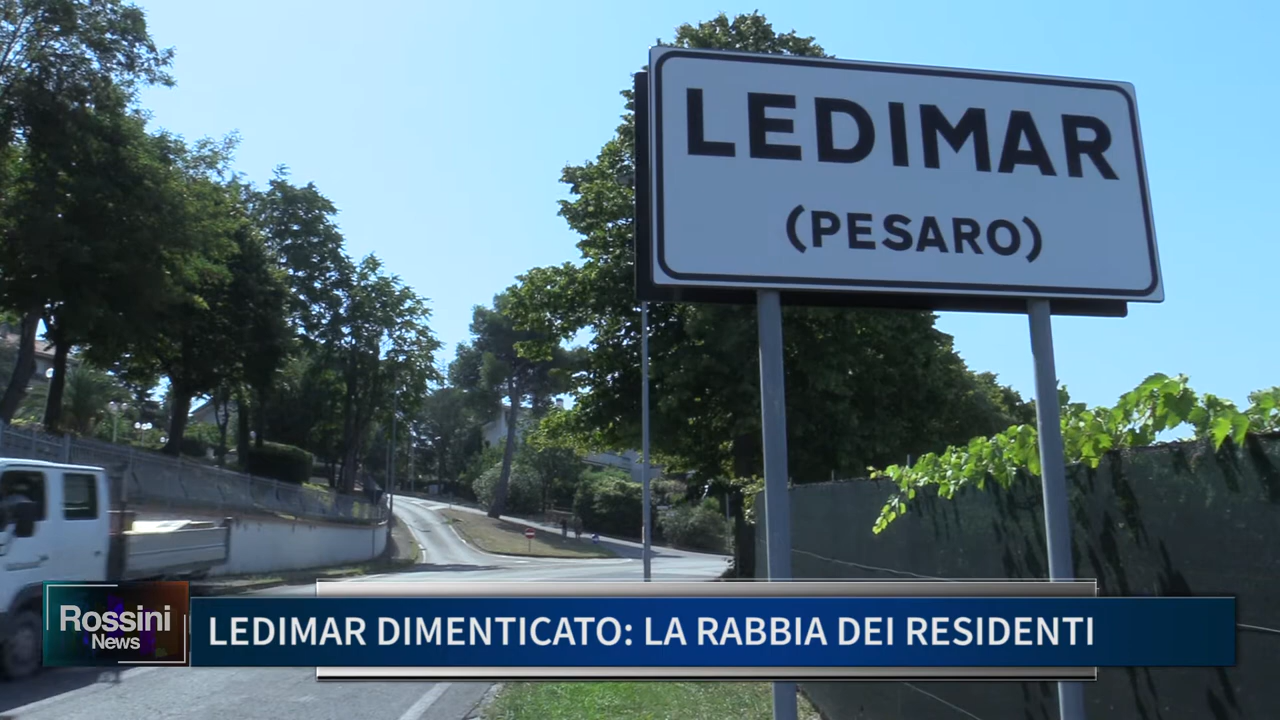 LEDIMAR
(PESARO)
Rossini
News
LEDIMAR DIMENTICATO: LA RABBIA DEI RESIDENTI